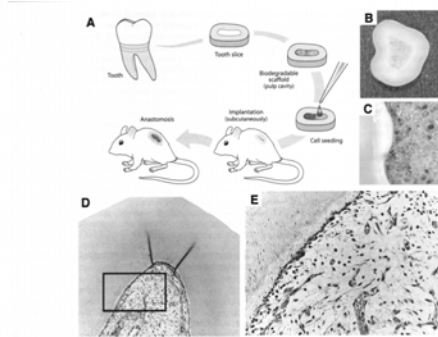 A
B
Tooth slice
Tooth
Biodegradable
scaffold
(pulp cavity)
Implantation
(subcutaneously)
Anastomosis
Cell seeding
C
D
E